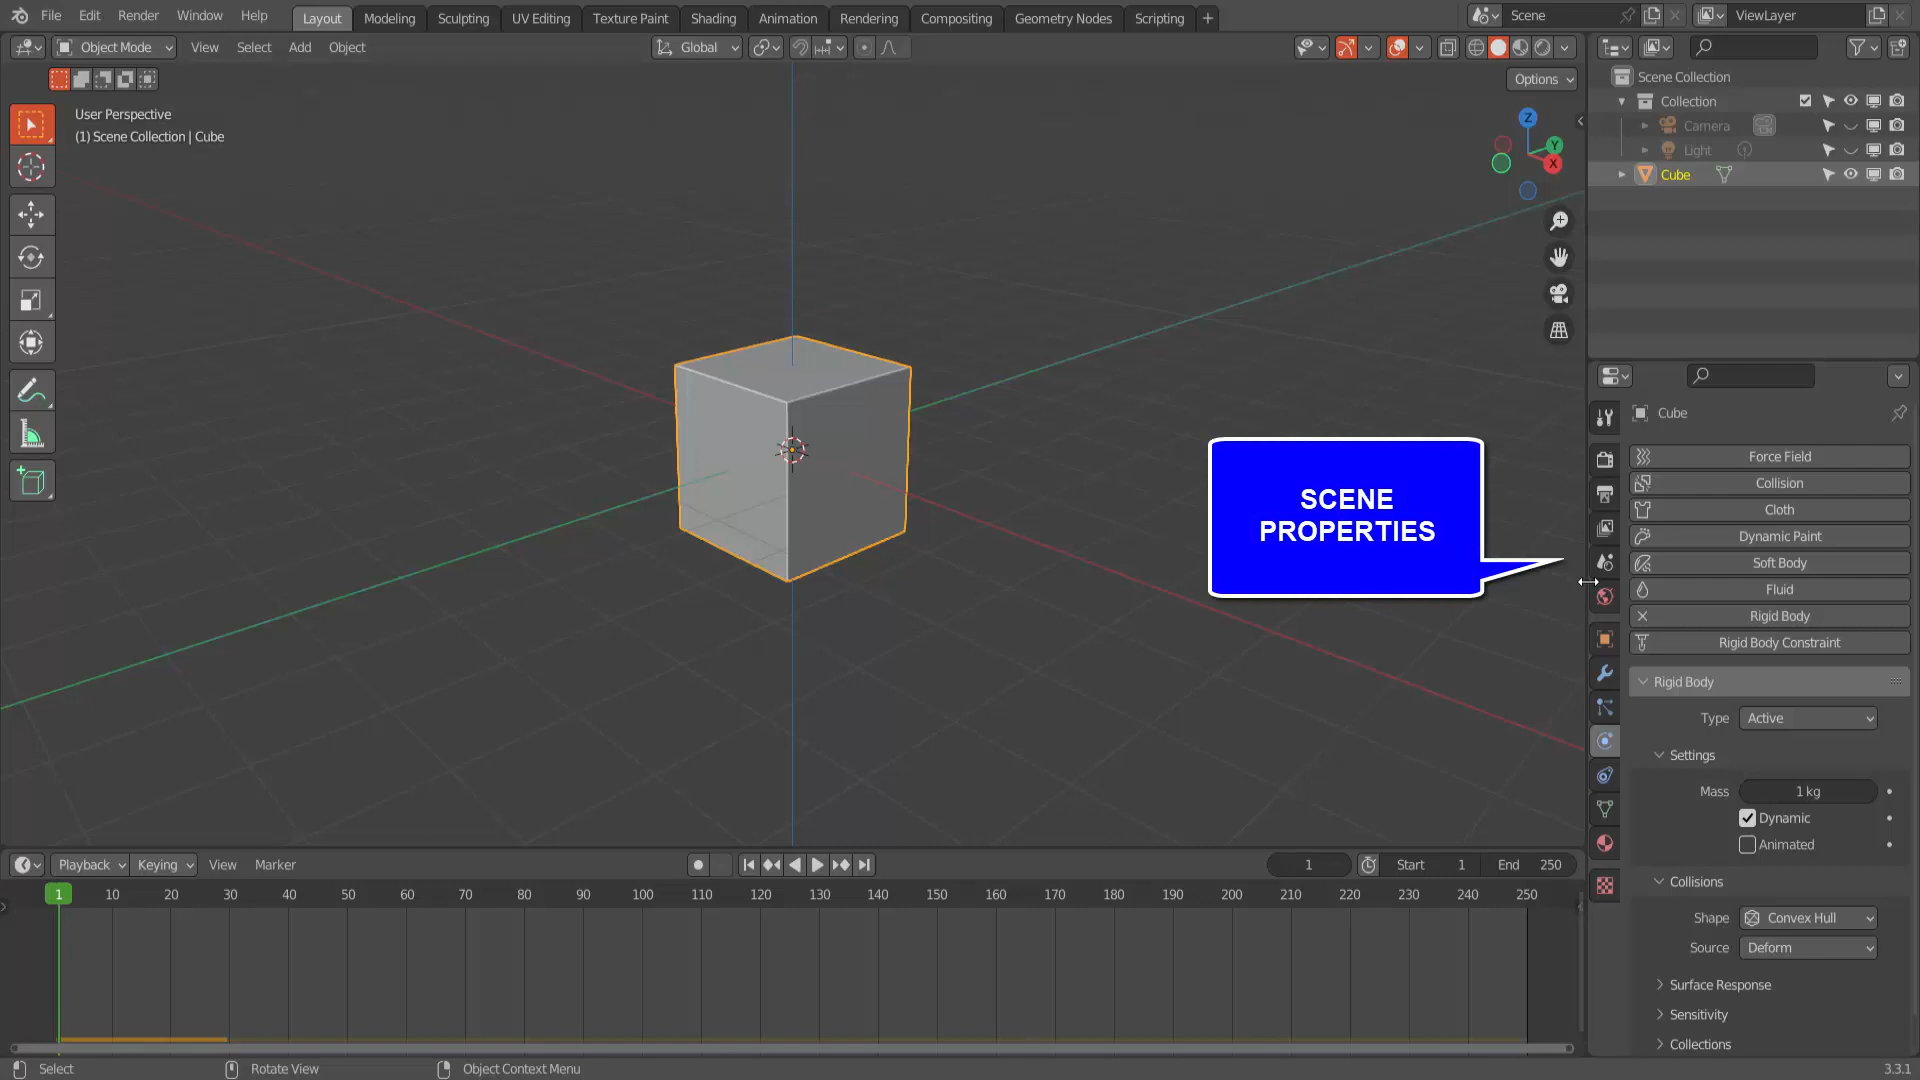 File Edit Render Window Help Layout Modeling Sculpting UV Editing Texture Paint Shading Animation Rendering Compositing Geometry Nodes Scripting + Scene ViewLayer
Object Mode View Select Add Object Global
Options
User Perspective
(1) Scene Collection | Cube
Z
Y
X
Scene Collection
Collection
Camera
Light
Cube
Cube
Force Field
Collision
Cloth
Dynamic Paint
Soft Body
Fluid
Rigid Body
Rigid Body Constraint
SCENE
PROPERTIES
Rigid Body
Type Active
Settings
Mass 1 kg
Dynamic
Animated
Collisions
Shape Convex Hull
Source Deform
Surface Response
Sensitivity
Collections
Playback Keying View Marker 1 Start 1 End 250
1 10 20 30 40 50 60 70 80 90 100 110 120 130 140 150 160 170 180 190 200 210 220 230 240 250
Select Rotate View Object Context Menu 3.3.1